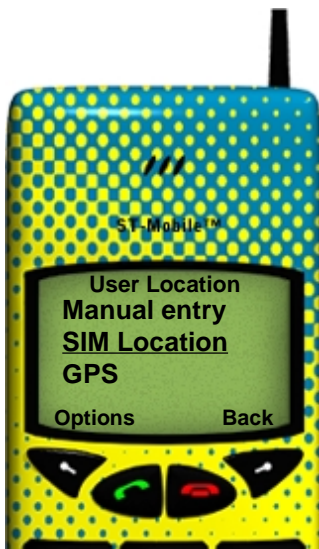 ST-Mobile™
User Location
Manual entry
SIM Location
GPS
Options Back